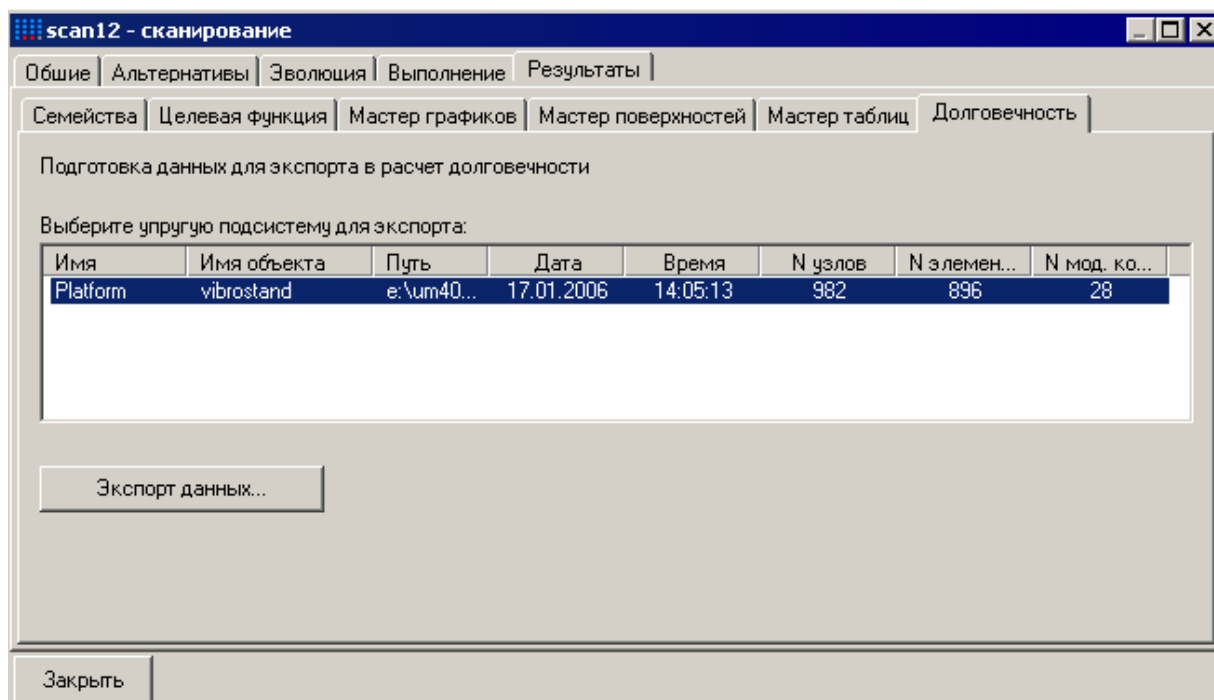 scan12 - сканирование
Обшие Альтернативы Эволюция Выполнение Результаты
Семейства Целевая функция Мастер графиков Мастер поверхностей Мастер таблиц Долговечность
Подготовка данных для экспорта в расчет долговечности
Выберите упругую подсистему для экспорта:
Имя Имя объекта Путь Дата Время N узлов N элемен... N мод. ко...
Platform vibrostand e:\um40... 17.01.2006 14:05:13 982 896 28
Экспорт данных...
Закрыть